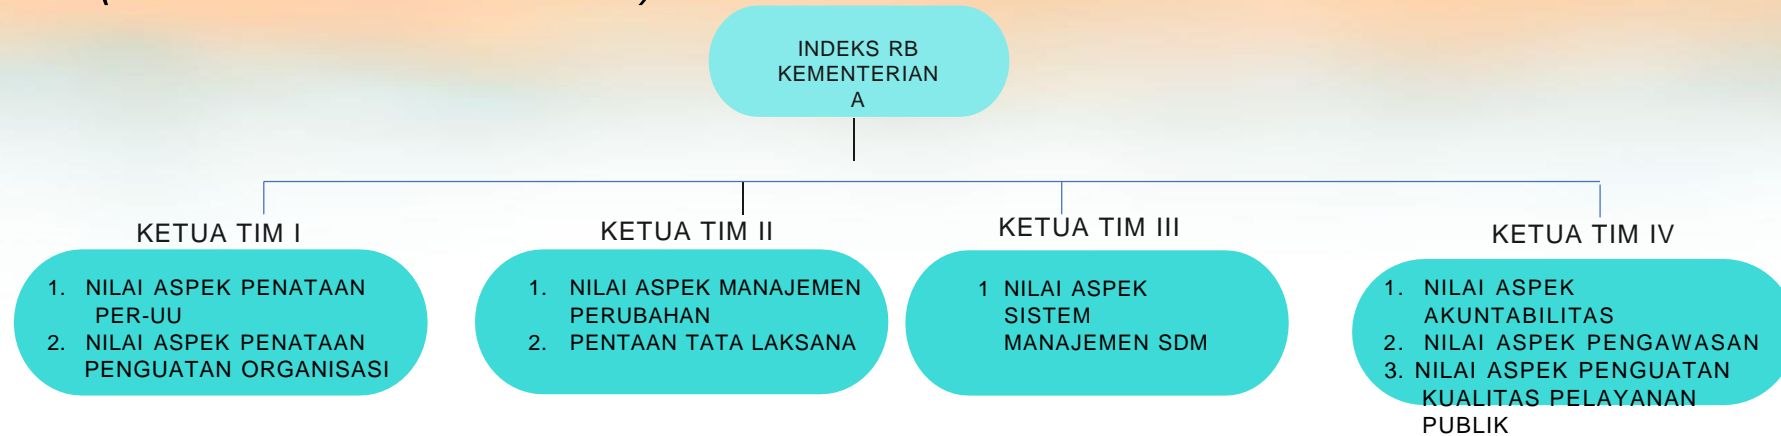 INDEKS RB
KEMENTERIAN
A
KETUA TIM I
1. NILAI ASPEK PENATAAN
PER-UU
2. NILAI ASPEK PENATAAN
PENGUATAN ORGANISASI
KETUA TIM II
1. NILAI ASPEK MANAJEMEN
PERUBAHAN
2. PENTAAN TATA LAKSANA
KETUA TIM III
1 NILAI ASPEK
SISTEM
MANAJEMEN SDM
KETUA TIM IV
1. NILAI ASPEK
AKUNTABILITAS
2. NILAI ASPEK PENGAWASAN
3. NILAI ASPEK PENGUATAN
KUALITAS PELAYANAN
PUBLIK